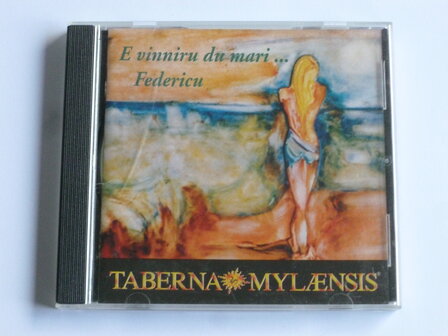 E vinniru du mari ...
Federicu
TABERNA MYLÆNSIS